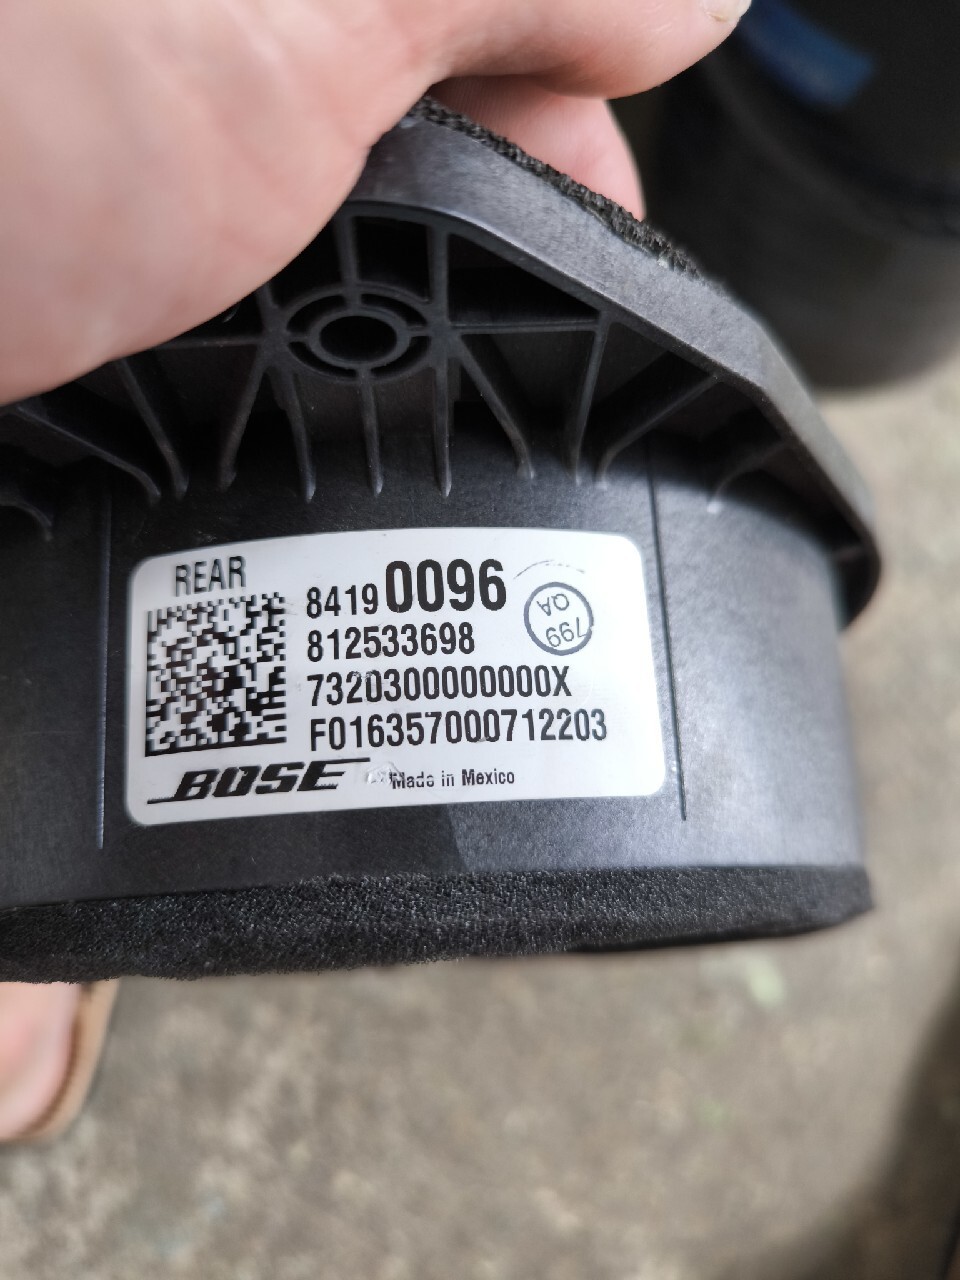 REAR
84190096
812533698
7320300000000X
F016357000712203
799
QA
BOSE Made in Mexico